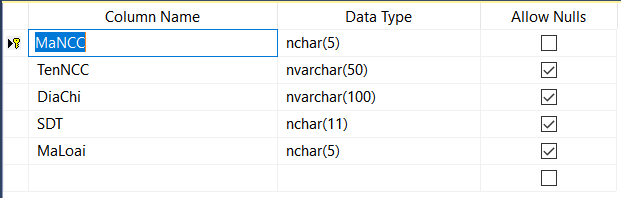 Column Name Data Type Allow Nulls
MaNCC nchar(5)
TenNCC nvarchar(50)
DiaChi nvarchar(100)
SDT nchar(11)
MaLoai nchar(5)